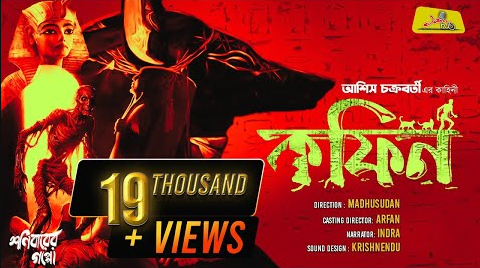 আশিস চক্রবর্তী এর কাহিনী
কফিন
19 THOUSAND
+ VIEWS
DIRECTION : MADHUSUDAN
CASTING DIRECTOR: ARFAN
NARRATOR: INDRA
SOUND DESIGN : KRISHNENDU
শনিবারের
গপ্পো